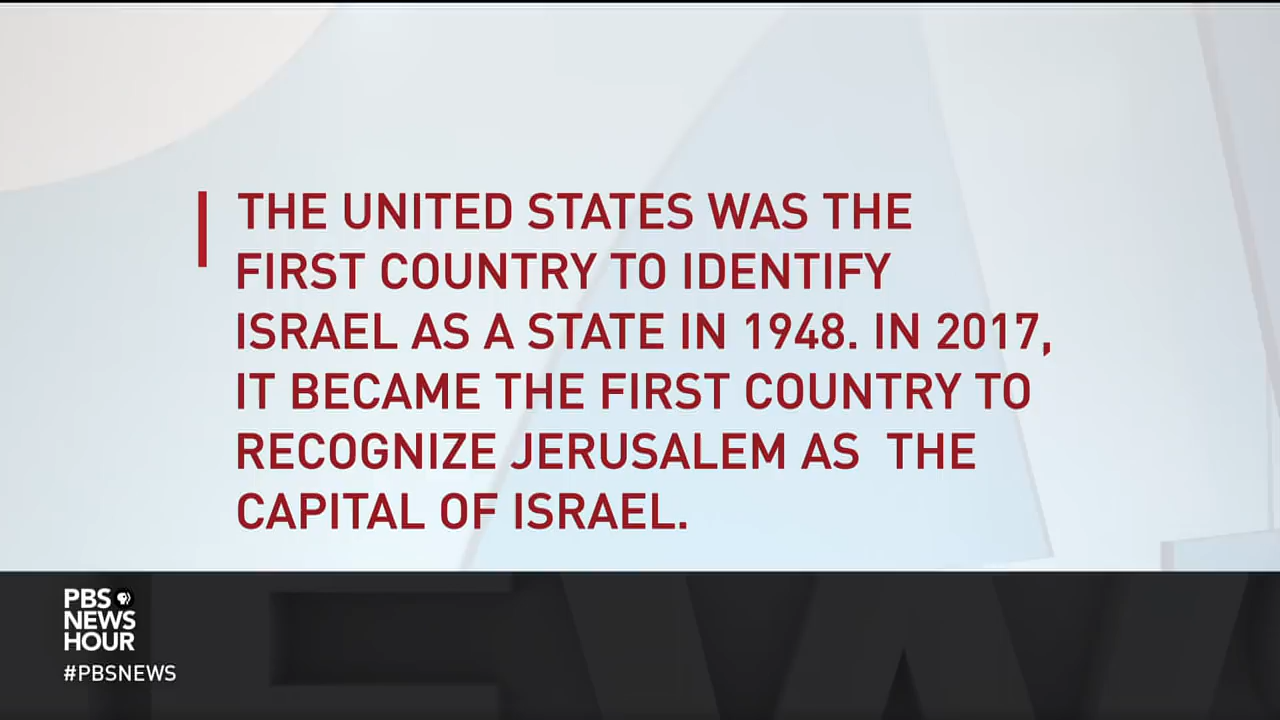 THE UNITED STATES WAS THE
FIRST COUNTRY TO IDENTIFY
ISRAEL AS A STATE IN 1948. IN 2017,
IT BECAME THE FIRST COUNTRY TO
RECOGNIZE JERUSALEM AS  THE
CAPITAL OF ISRAEL.
PBS
NEWS
HOUR
#PBSNEWS